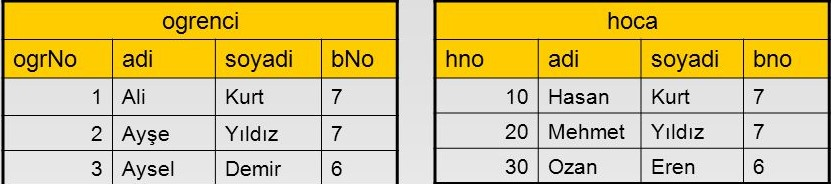 ogrenci
ogrNo adi soyadi bNo
1 Ali Kurt 7
2 Ayşe Yıldız 7
3 Aysel Demir 6
hoca
hno adi soyadi bno
10 Hasan Kurt 7
20 Mehmet Yıldız 7
30 Ozan Eren 6